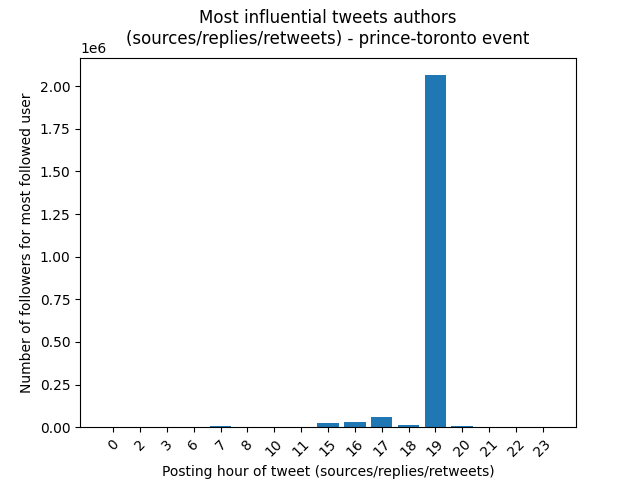 Most influential tweets authors
(sources/replies/retweets) - prince-toronto event
1e6
2.00
1.75
1.50
1.25
1.00
0.75
0.50
0.25
0.00
Number of followers for most followed user
0 2 3 6 7 8 10 11 15 16 17 18 19 20 21 22 23
Posting hour of tweet (sources/replies/retweets)